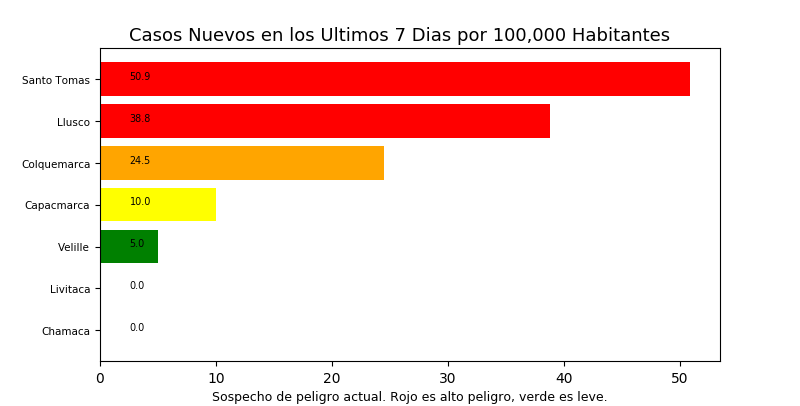 Casos Nuevos en los Ultimos 7 Dias por 100,000 Habitantes
Santo Tomas 50.9
Llusco 38.8
Colquemarca 24.5
Capacmarca 10.0
Velille 5.0
Livitaca 0.0
Chamaca 0.0
0 10 20 30 40 50
Sospecho de peligro actual. Rojo es alto peligro, verde es leve.